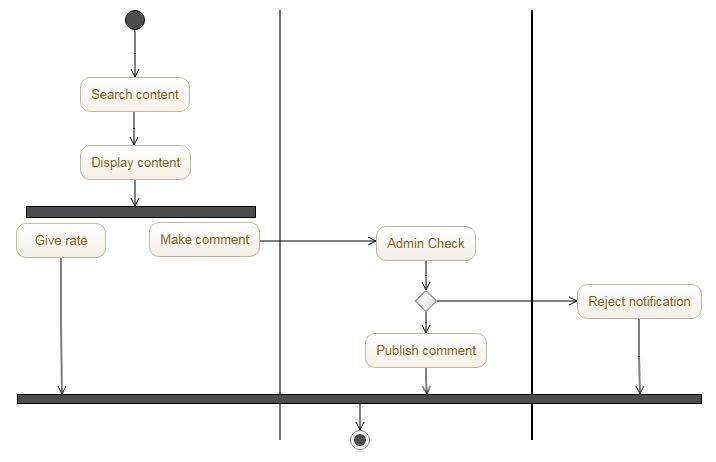 Search content
Display content
Give rate
Make comment
Admin Check
Reject notification
Publish comment